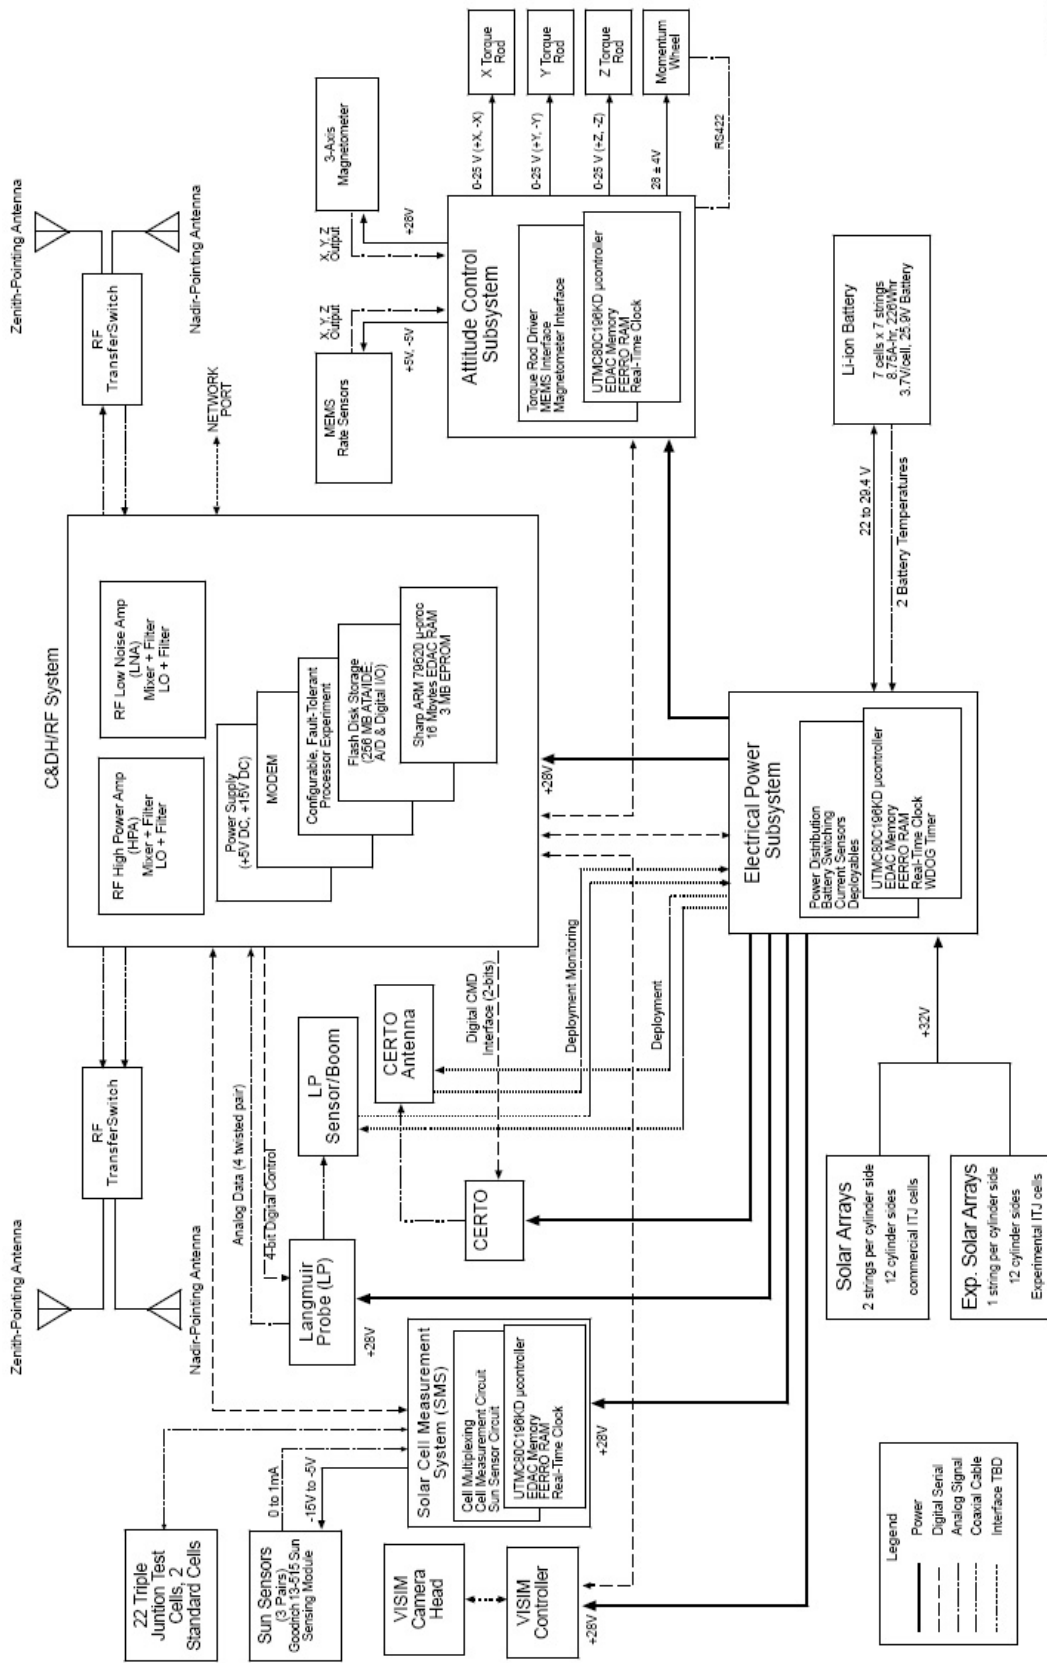 Zenith-Pointing Antenna
Nadir-Pointing Antenna
RF
TransferSwitch
Zenith-Pointing Antenna
Nadir-Pointing Antenna
RF
TransferSwitch
C&DH/RF System
RF High Power Amp
(HPA)
Mixer + Filter
LO + Filter
RF Low Noise Amp
(LNA)
Mixer + Filter
LO + Filter
Power Supply
(+5V DC, +15V DC)
MODEM
Configurable, Fault-Tolerant
Processor Experiment
Flash Disk Storage
(256 MB ATA/IDE;
A/D & Digital I/O)
Sharp ARM 79520 µ-proc
16 Mbytes EDAC RAM
3 MB EPROM
NETWORK
PORT
+28V
22 Triple
Juntion Test
Cells, 2
Standard Cells
Sun Sensors
(3 Pairs)
Goodrich 13-515 Sun
Sensing Module
0 to 1mA
-15V to -5V
VISIM
Camera
Head
VISIM
Controller
+28V
Solar Cell Measurement
System (SMS)
Cell Multiplexing
Cell Measurement Circuit
Sun Sensor Circuit
UTMC80C196KD µcontroller
EDAC Memory
FERRO RAM
Real-Time Clock
+28V
Analog Data (4 twisted pair)
4-bit Digital Control
Langmuir
Probe (LP)
+28V
LP
Sensor/Boom
CERTO
Antenna
CERTO
Digital CMD
Interface (2-bits)
Deployment Monitoring
Deployment
MEMS
Rate Sensors
X, Y, Z
Output
+5V, -5V
3-Axis
Magnetometer
X, Y, Z
Output
+28V
Attitude Control
Subsystem
Torque Rod Driver
MEMS Interface
Magnetometer Interface
UTMC80C196KD µcontroller
EDAC Memory
FERRO RAM
Real-Time Clock
X Torque
Rod
Y Torque
Rod
Z Torque
Rod
Momentum
Wheel
0-25 V (+X, -X)
0-25 V (+Y, -Y)
0-25 V (+Z, -Z)
28 ± 4V
RS422
Electrical Power
Subsystem
Power Distribution
Battery Switching
Current Sensors
Deployables
UTMC80C196KD µcontroller
EDAC Memory
FERRO RAM
Real-Time Clock
WDOG Timer
22 to 29.4 V
2 Battery Temperatures
Li-ion Battery
7 cells x 7 strings
8.75A-hr, 226Whr
3.7V/cell, 25.9V Battery
+32V
Solar Arrays
2 strings per cylinder side
12 cylinder sides
commercial ITJ cells
Exp. Solar Arrays
1 string per cylinder side
12 cylinder sides
Experimental ITJ cells
Legend
Power
Digital Serial
Analog Signal
Coaxial Cable
Interface TBD